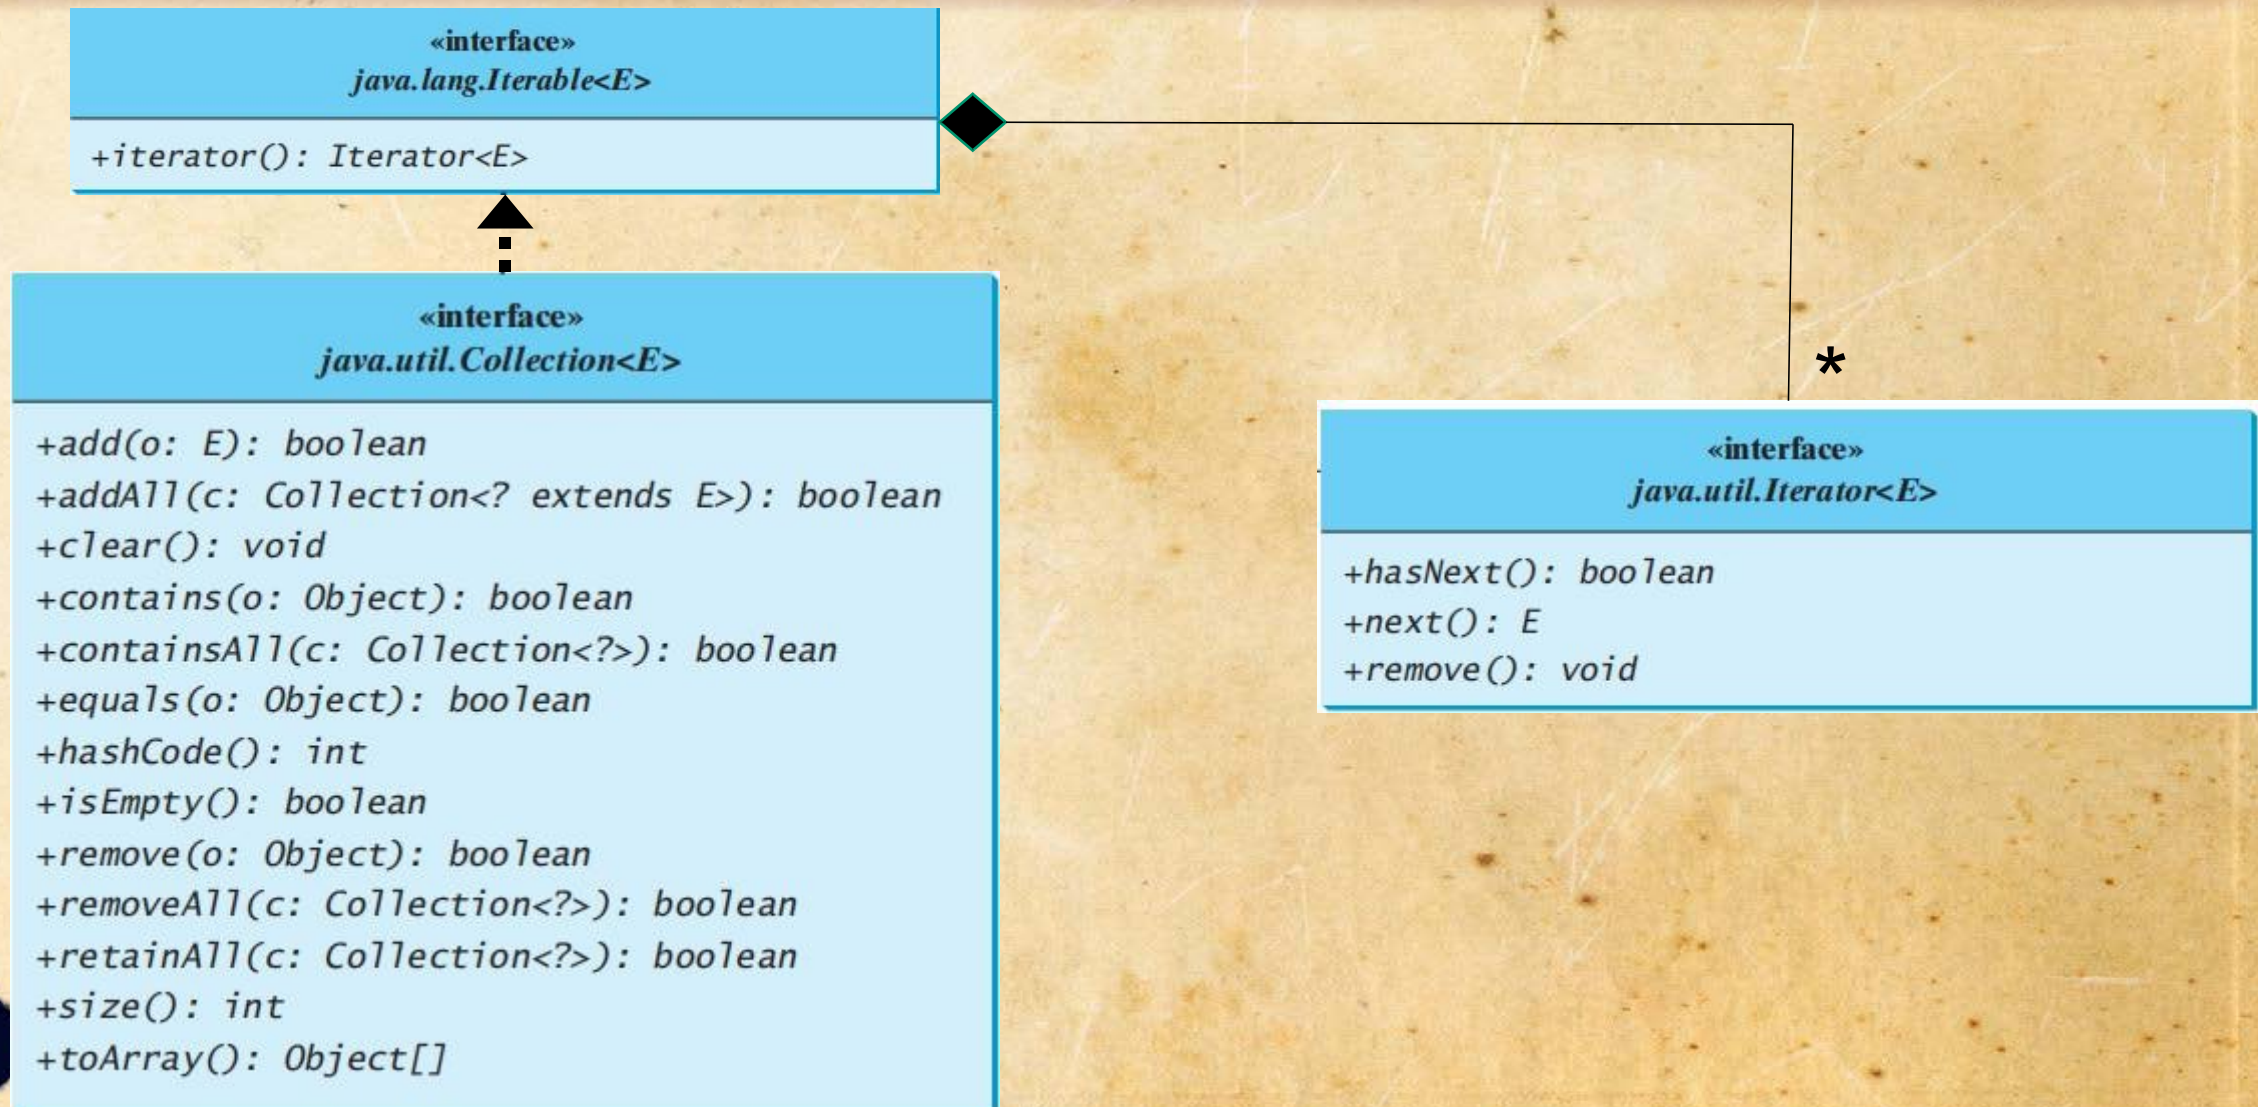 «interface»
java.lang.Iterable<E>
+iterator(): Iterator<E>
«interface»
java.util.Collection<E>
+add(o: E): boolean
+addAll(c: Collection<? extends E>): boolean
+clear(): void
+contains(o: Object): boolean
+containsAll(c: Collection<?>): boolean
+equals(o: Object): boolean
+hashCode(): int
+isEmpty(): boolean
+remove(o: Object): boolean
+removeAll(c: Collection<?>): boolean
+retainAll(c: Collection<?>): boolean
+size(): int
+toArray(): Object[]
*
«interface»
java.util.Iterator<E>
+hasNext(): boolean
+next(): E
+remove(): void